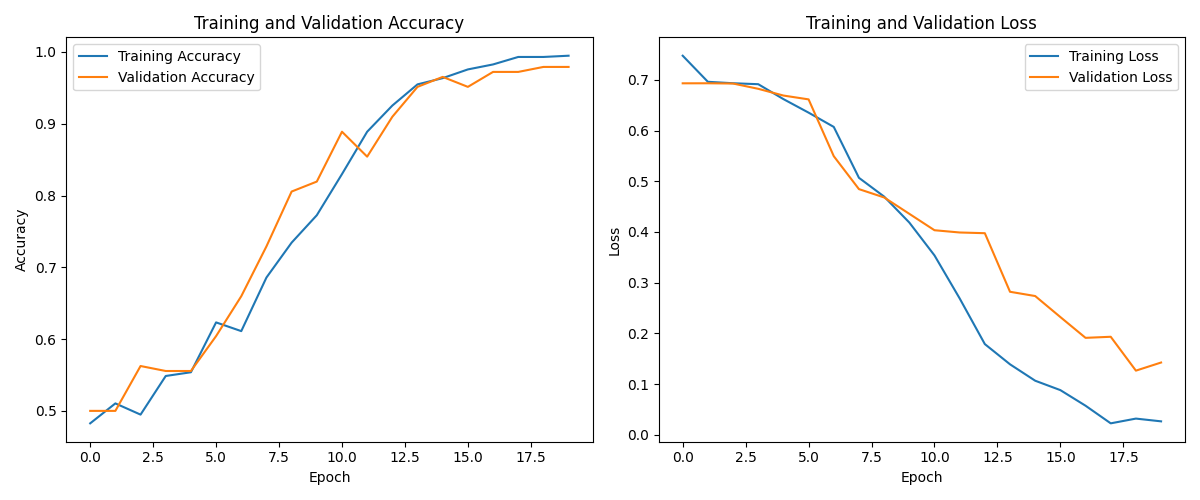 Training and Validation Accuracy
Training Accuracy
Validation Accuracy
1.0
0.9
0.8
0.7
0.6
0.5
Accuracy
0.0 2.5 5.0 7.5 10.0 12.5 15.0 17.5
Epoch
Training and Validation Loss
Training Loss
Validation Loss
0.7
0.6
0.5
0.4
0.3
0.2
0.1
0.0
Loss
0.0 2.5 5.0 7.5 10.0 12.5 15.0 17.5
Epoch